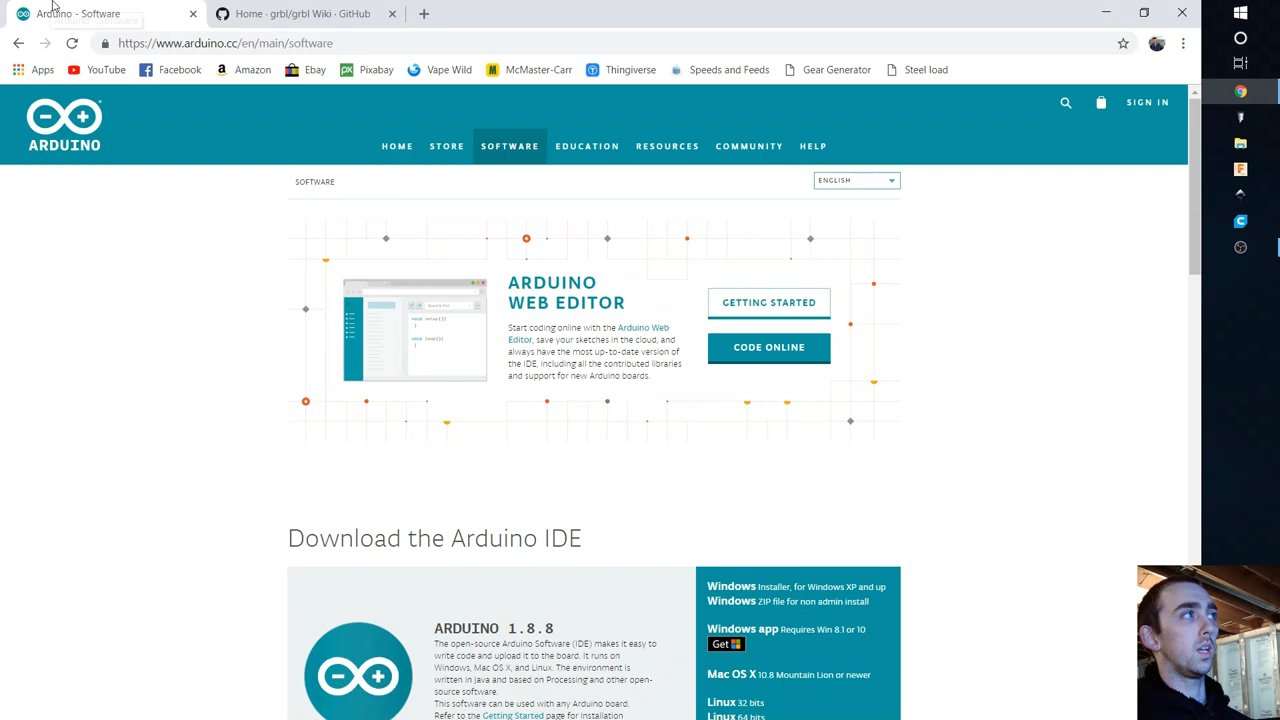 Arduino - Software
Home · grbl/grbl Wiki · GitHub
Arduino - Software
https://www.arduino.cc/en/main/software
Apps
YouTube
Facebook
Amazon
Ebay
Pixabay
Vape Wild
McMaster-Carr
Thingiverse
Speeds and Feeds
Gear Generator
Steel load
SIGN IN
ARDUINO
HOME
STORE
SOFTWARE
EDUCATION
RESOURCES
COMMUNITY
HELP
SOFTWARE
ENGLISH
ARDUINO
WEB EDITOR
Start coding online with the Arduino Web
Editor, save your sketches in the cloud, and
always have the most up-to-date version of
the IDE, including all the contributed libraries
and support for new Arduino boards.
GETTING STARTED
CODE ONLINE
void setup(){
}
void loop(){
}
Download the Arduino IDE
ARDUINO 1.8.8
The open-source Arduino Software (IDE) makes it easy to
write code and upload it to the board. It runs on
Windows, Mac OS X, and Linux. The environment is
written in Java and based on Processing and other open-
source software.
This software can be used with any Arduino board.
Refer to the Getting Started page for Installation
Windows Installer, for Windows XP and up
Windows ZIP file for non admin install
Windows app Requires Win 8.1 or 10
Get
Mac OS X 10.8 Mountain Lion or newer
Linux 32 bits
Linux 64 bits